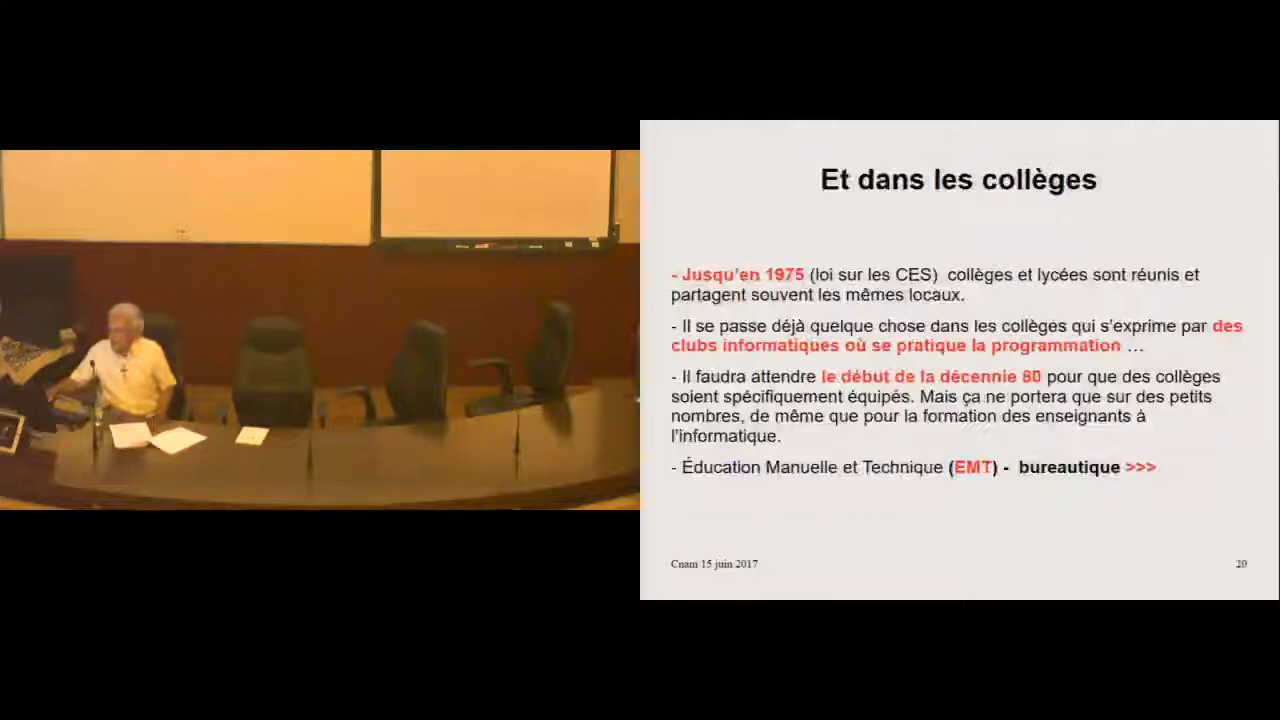 Et dans les collèges
- Jusqu'en 1975 (loi sur les CES) collèges et lycées sont réunis et
partagent souvent les mêmes locaux.
- Il se passe déjà quelque chose dans les collèges qui s'exprime par des
clubs informatiques où se pratique la programmation …
- Il faudra attendre le début de la décennie 80 pour que des collèges
soient spécifiquement équipés. Mais ça ne portera que sur des petits
nombres, de même que pour la formation des enseignants à
l'informatique.
- Éducation Manuelle et Technique (EMT) - bureautique >>>
Cnam 15 juin 2017
20